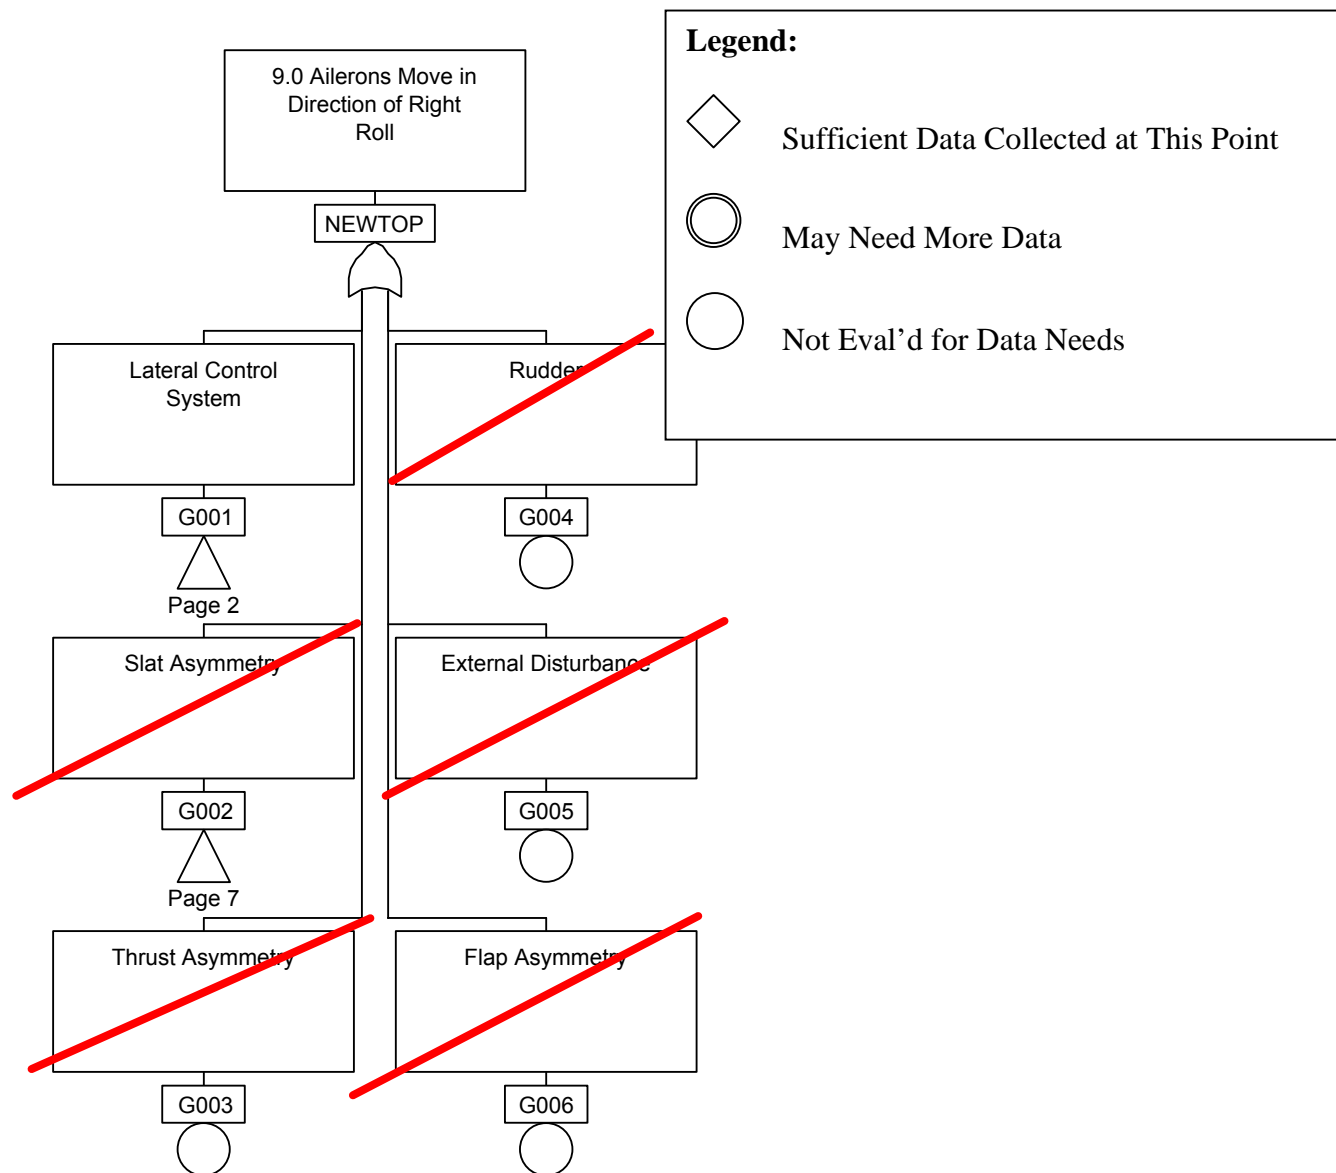 9.0 Ailerons Move in
Direction of Right
Roll
NEWTOP
Legend:
Sufficient Data Collected at This Point
May Need More Data
Not Eval’d for Data Needs
Lateral Control
System
G001
Page 2
Rudder
G004
Slat Asymmetry
G002
Page 7
External Disturbance
G005
Thrust Asymmetry
G003
Flap Asymmetry
G006